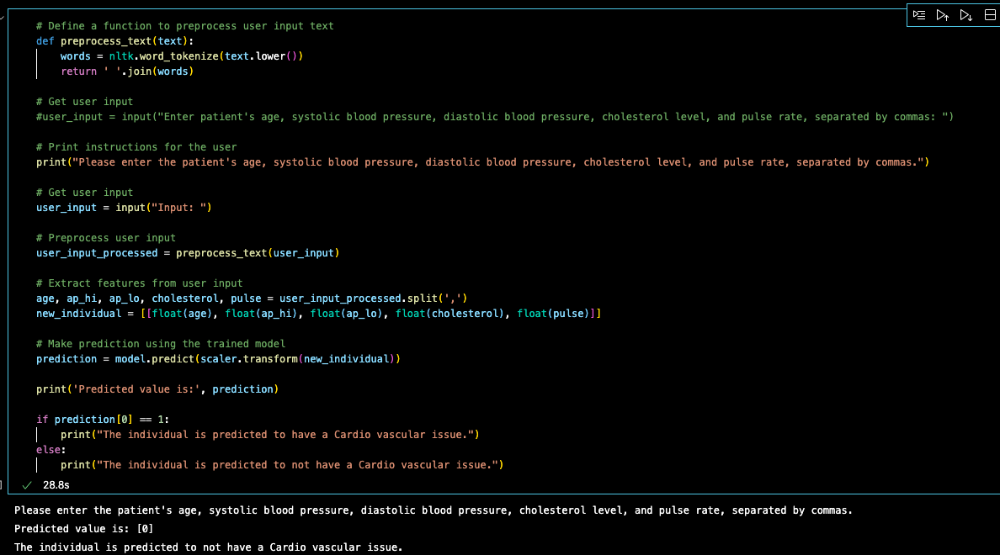 # Define a function to preprocess user input text
def preprocess_text(text):
    words = nltk.word_tokenize(text.lower())
    return ' '.join(words)

# Get user input
#user_input = input("Enter patient's age, systolic blood pressure, diastolic blood pressure, cholesterol level, and pulse rate, separated by commas: ")

# Print instructions for the user
print("Please enter the patient's age, systolic blood pressure, diastolic blood pressure, cholesterol level, and pulse rate, separated by commas.")

# Get user input
user_input = input("Input: ")

# Preprocess user input
user_input_processed = preprocess_text(user_input)

# Extract features from user input
age, ap_hi, ap_lo, cholesterol, pulse = user_input_processed.split(',')
new_individual = [[float(age), float(ap_hi), float(ap_lo), float(cholesterol), float(pulse)]]

# Make prediction using the trained model
prediction = model.predict(scaler.transform(new_individual))

print('Predicted value is:', prediction)

if prediction[0] == 1:
    print("The individual is predicted to have a Cardio vascular issue.")
else:
    print("The individual is predicted to not have a Cardio vascular issue.")
] 28.8s
Please enter the patient's age, systolic blood pressure, diastolic blood pressure, cholesterol level, and pulse rate, separated by commas.
Predicted value is: [0]
The individual is predicted to not have a Cardio vascular issue.